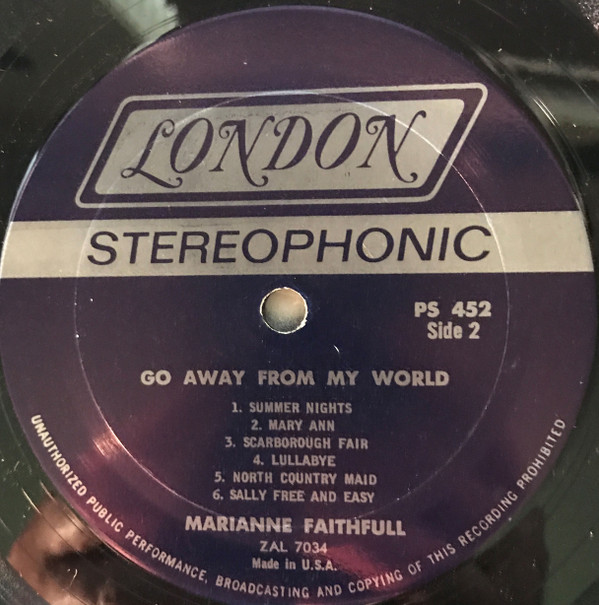 LONDON
STEREOPHONIC
PS 452
Side 2
GO AWAY FROM MY WORLD
1. SUMMER NIGHTS
2. MARY ANN
3. SCARBOROUGH FAIR
4. LULLABYE
5. NORTH COUNTRY MAID
6. SALLY FREE AND EASY
MARIANNE FAITHFULL
ZAL 7034
Made in U.S.A.
UNAUTHORIZED PUBLIC PERFORMANCE, BROADCASTING AND COPYING OF THIS RECORDING PROHIBITED